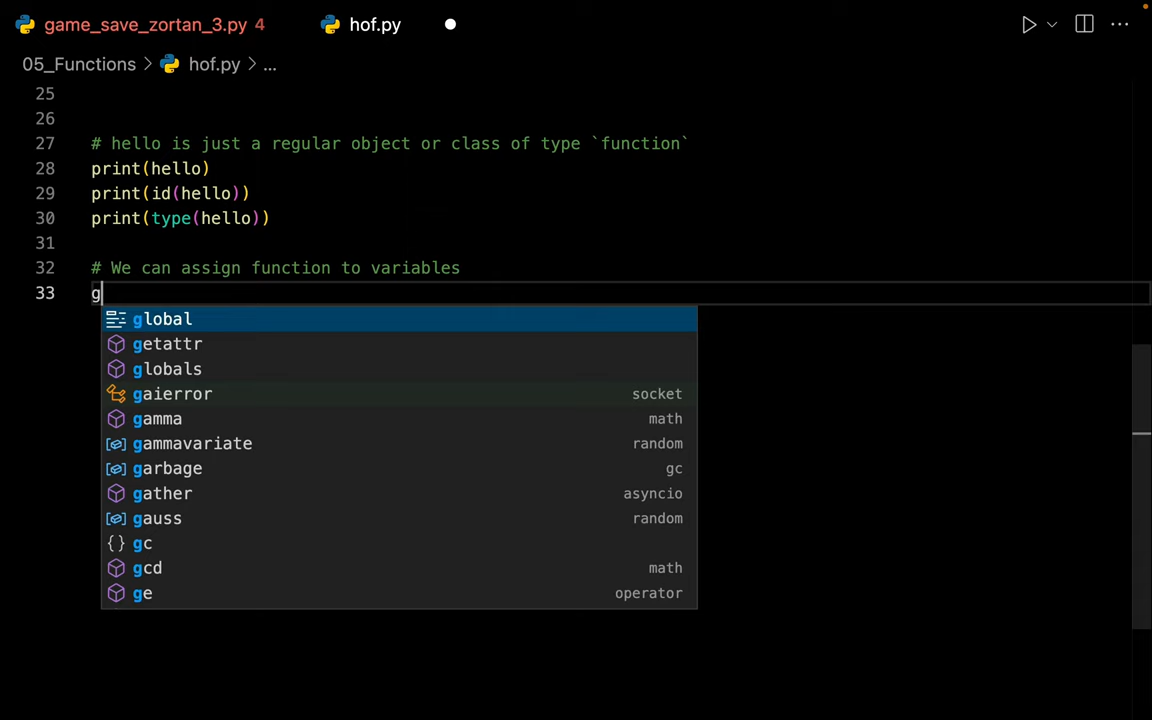 game_save_zortan_3.py 4 hof.py
05_Functions > hof.py > ...
25
26
27 # hello is just a regular object or class of type `function`
28 print(hello)
29 print(id(hello))
30 print(type(hello))
31
32 # We can assign function to variables
33 g
global
getattr
globals
gaierror socket
gamma math
gammavariate random
garbage gc
gather asyncio
gauss random
{} gc
gcd math
ge operator